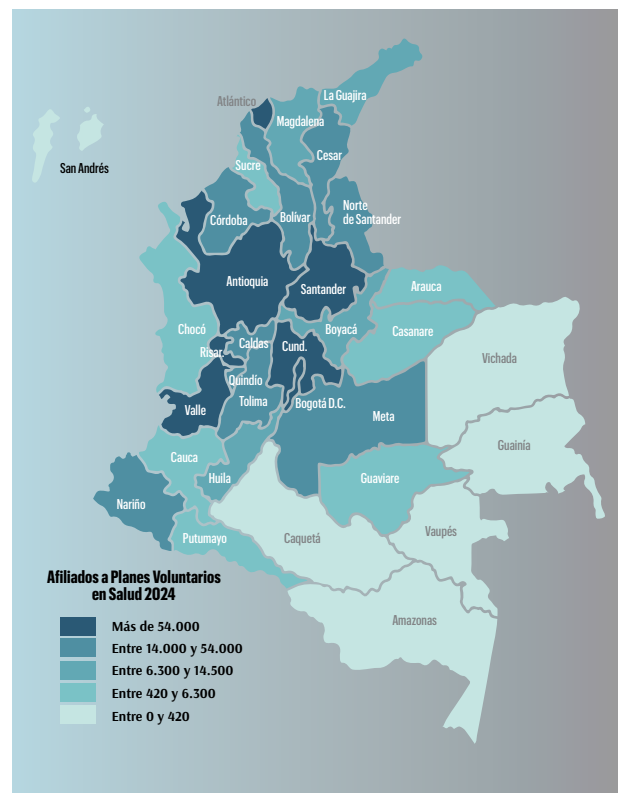 La Guajira
Atlántico
Magdalena
Cesar
San Andrés
Sucre
Norte
de Santander
Córdoba
Bolívar
Antioquia
Santander
Arauca
Chocó
Boyacá
Casanare
Caldas
Cund.
Risar.
Vichada
Quindío
Tolima
Bogotá D.C.
Valle
Meta
Guainía
Cauca
Huila
Guaviare
Nariño
Vaupés
Putumayo
Caquetá
Amazonas
Afiliados a Planes Voluntarios
en Salud 2024
Más de 54.000
Entre 14.000 y 54.000
Entre 6.300 y 14.500
Entre 420 y 6.300
Entre 0 y 420